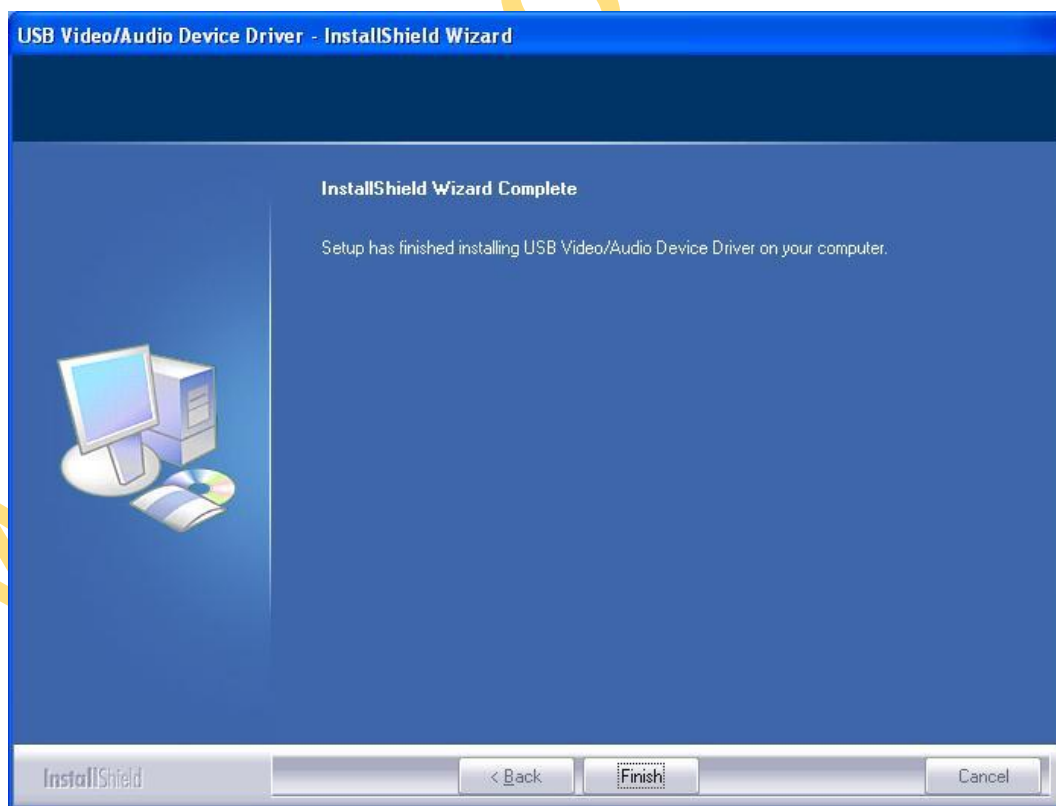 USB Video/Audio Device Driver - InstallShield Wizard
InstallShield Wizard Complete
Setup has finished installing USB Video/Audio Device Driver on your computer.
InstallShield
< Back
Finish
Cancel